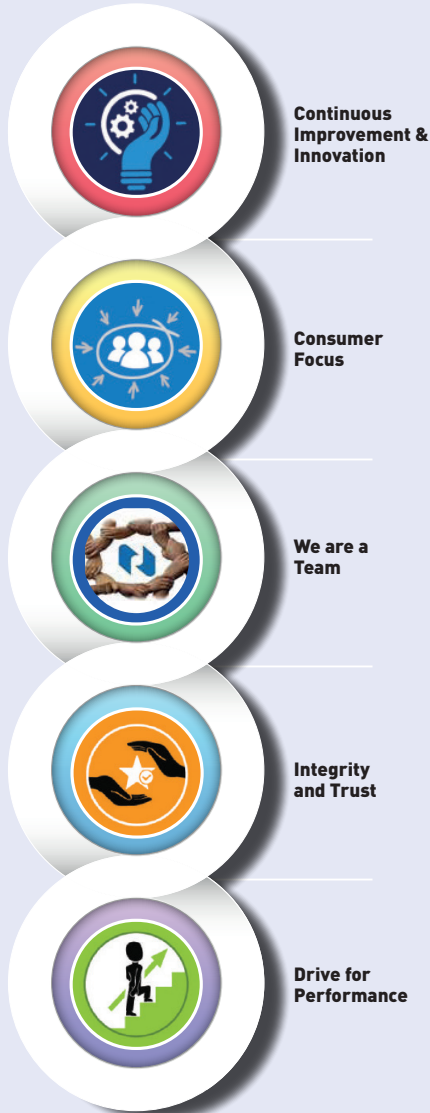 Continuous
Improvement &
Innovation
Consumer
Focus
We are a
Team
Integrity
and Trust
Drive for
Performance